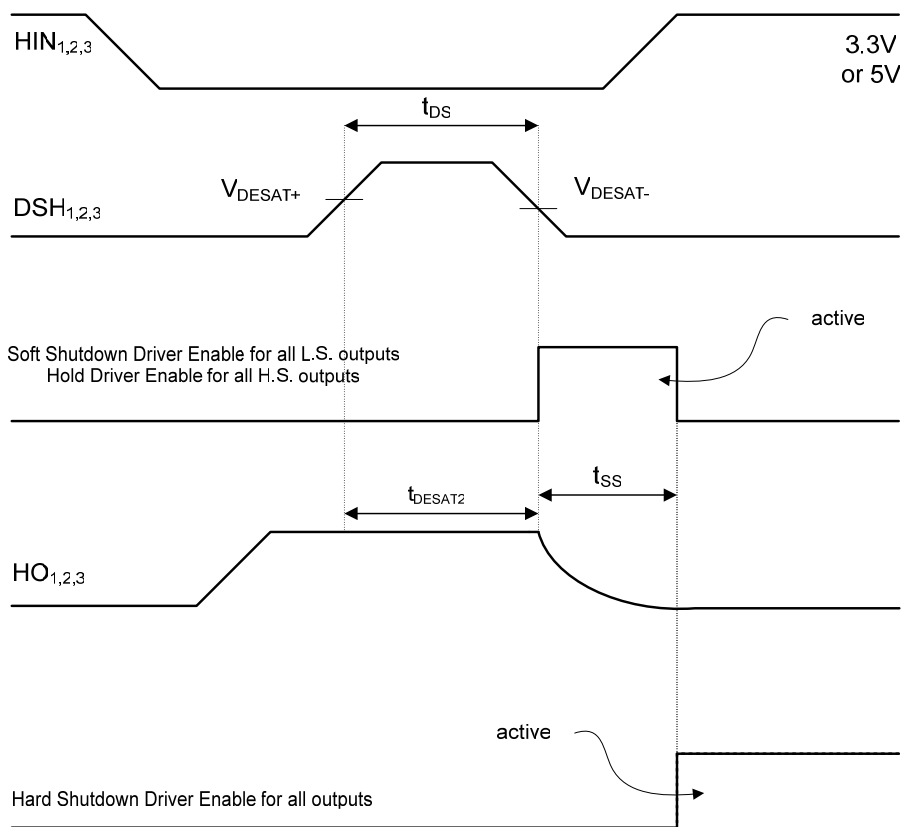 HIN1,2,3
3.3V
or 5V
tDS
VDESAT+
VDESAT-
DSH1,2,3
active
Soft Shutdown Driver Enable for all L.S. outputs
Hold Driver Enable for all H.S. outputs
tSS
tDESAT2
HO1,2,3
active
Hard Shutdown Driver Enable for all outputs